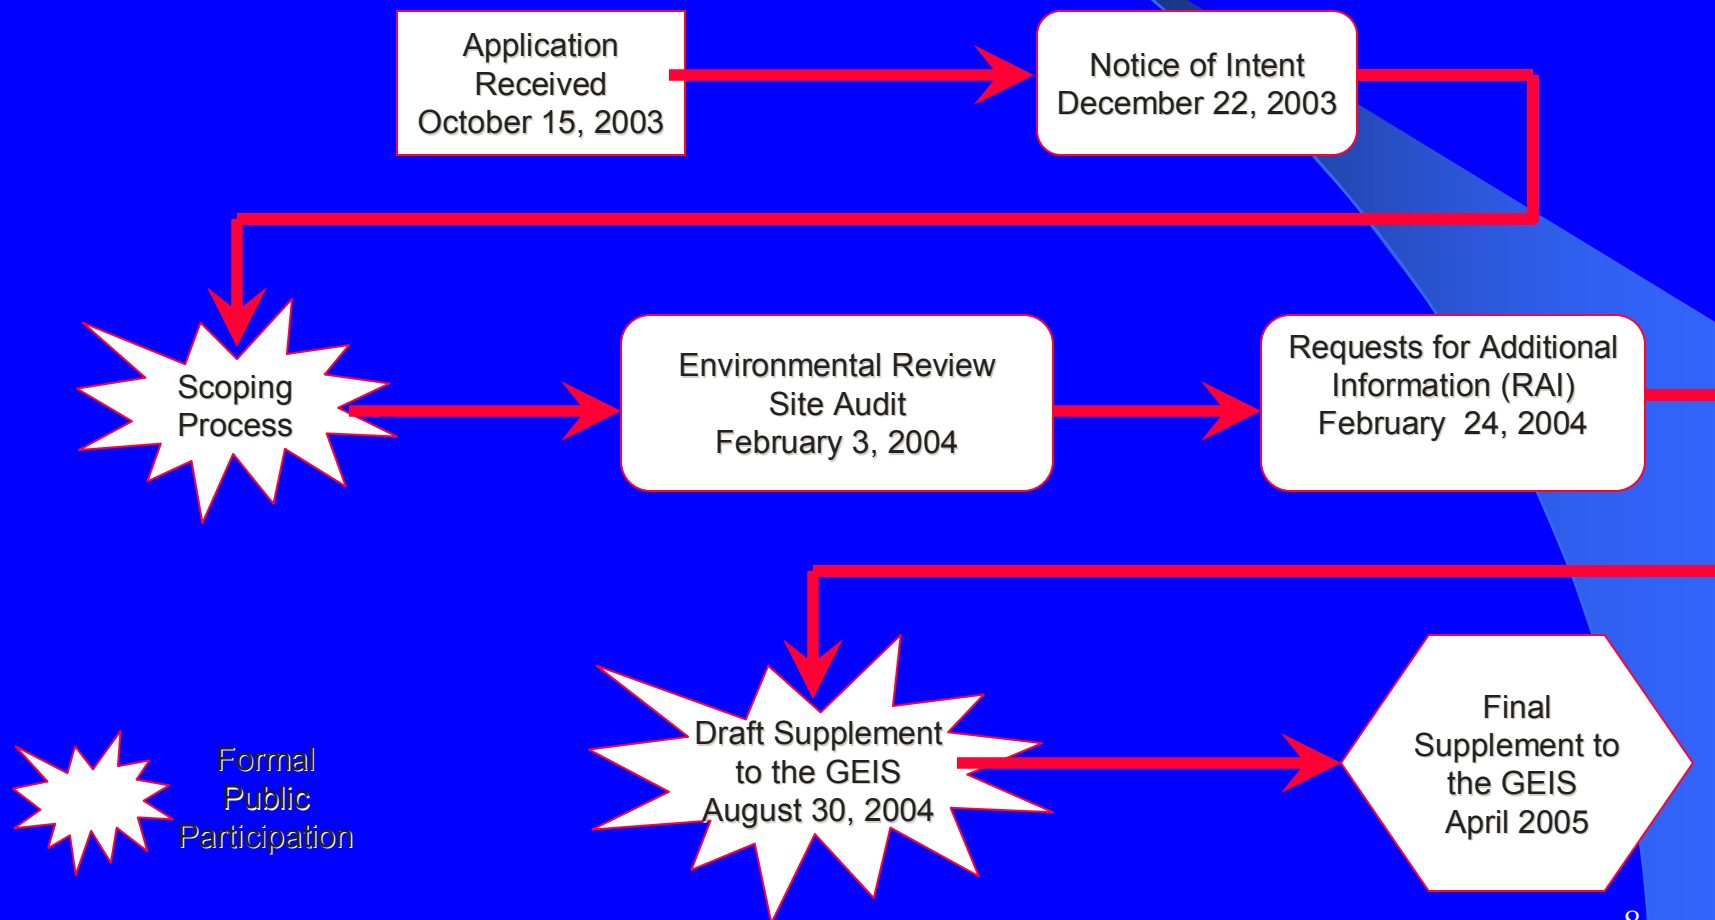 Application
Received
October 15, 2003
Notice of Intent
December 22, 2003
Scoping
Process
Environmental Review
Site Audit
February 3, 2004
Requests for Additional
Information (RAI)
February 24, 2004
Draft Supplement
to the GEIS
August 30, 2004
Final
Supplement to
the GEIS
April 2005
Formal
Public
Participation
8